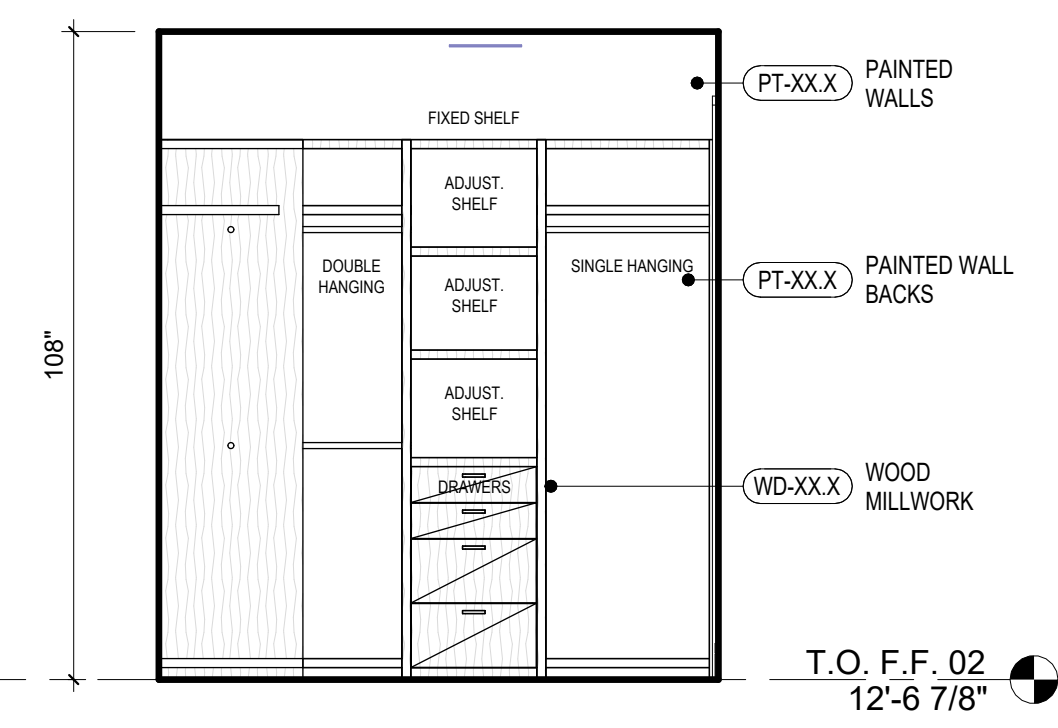 PT-XX.X
PAINTED
WALLS
FIXED SHELF
ADJUST.
SHELF
DOUBLE
HANGING
SINGLE HANGING
PT-XX.X
PAINTED WALL
BACKS
ADJUST.
SHELF
108"
ADJUST.
SHELF
DRAWERS
WD-XX.X
WOOD
MILLWORK
T.O. F.F. 02
12'-6 7/8"